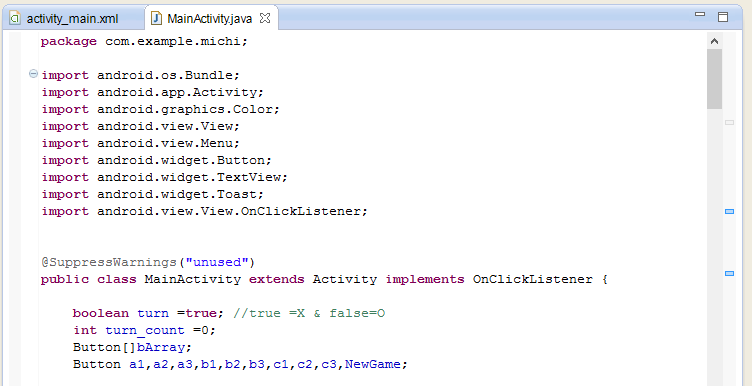 activity_main.xml MainActivity.java
package com.example.michi;
import android.os.Bundle;
import android.app.Activity;
import android.graphics.Color;
import android.view.View;
import android.view.Menu;
import android.widget.Button;
import android.widget.TextView;
import android.widget.Toast;
import android.view.View.OnClickListener;
@SuppressWarnings("unused")
public class MainActivity extends Activity implements OnClickListener {
boolean turn =true; //true =X & false=O
int turn_count =0;
Button[]bArray;
Button a1,a2,a3,b1,b2,b3,c1,c2,c3,NewGame;